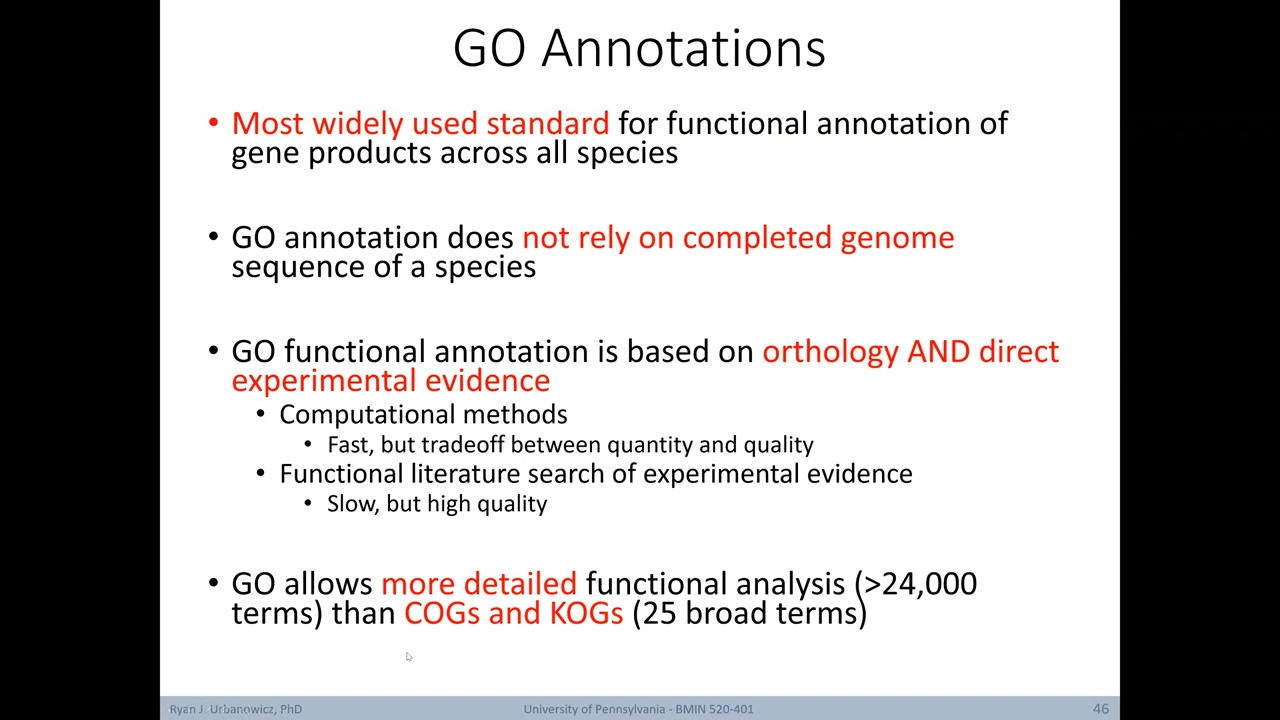 GO Annotations
• Most widely used standard for functional annotation of
gene products across all species
• GO annotation does not rely on completed genome
sequence of a species
• GO functional annotation is based on orthology AND direct
experimental evidence
• Computational methods
• Fast, but tradeoff between quantity and quality
• Functional literature search of experimental evidence
• Slow, but high quality
• GO allows more detailed functional analysis (>24,000
terms) than COGs and KOGs (25 broad terms)
Ryan J. Urbanowicz, PhD
University of Pennsylvania - BMIN 520-401
46